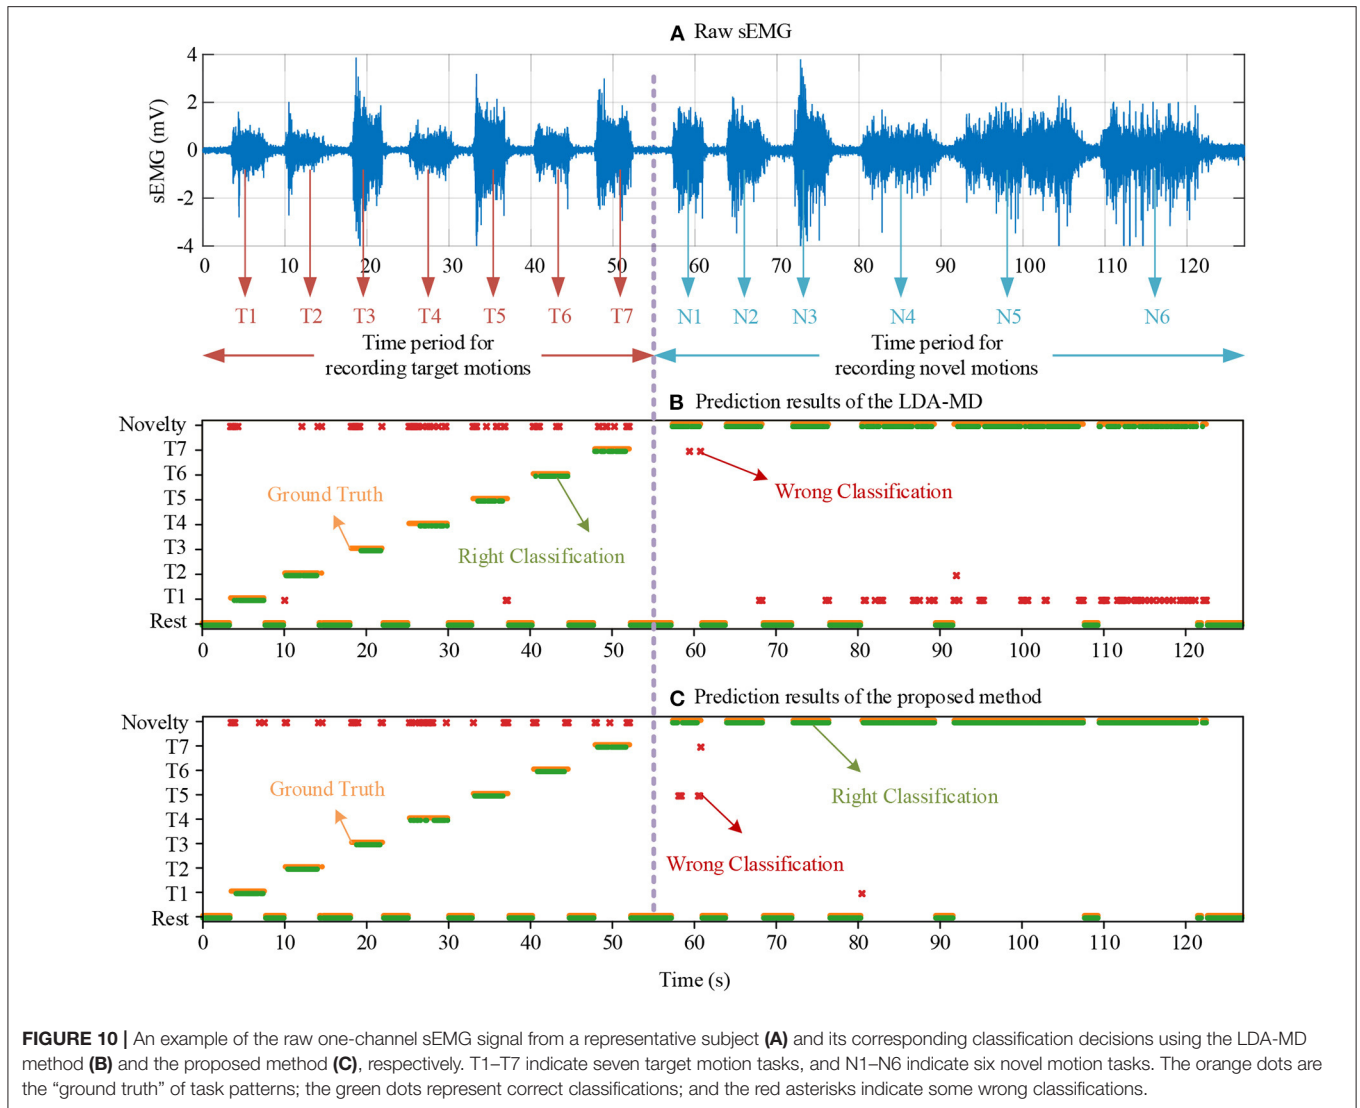 A Raw sEMG
4
2
0
-2
-4
sEMG (mV)
0 10 20 30 40 50 60 70 80 90 100 110 120
T1 T2 T3 T4 T5 T6 T7 N1 N2 N3 N4 N5 N6
Time period for
recording target motions
Time period for
recording novel motions
B Prediction results of the LDA-MD
Novelty
T7
T6
T5
T4
T3
T2
T1
Rest
Ground Truth
Right Classification
Wrong Classification
0 10 20 30 40 50 60 70 80 90 100 110 120
C Prediction results of the proposed method
Novelty
T7
T6
T5
T4
T3
T2
T1
Rest
Ground Truth
Right Classification
Wrong Classification
0 10 20 30 40 50 60 70 80 90 100 110 120
Time (s)
FIGURE 10 | An example of the raw one-channel sEMG signal from a representative subject (A) and its corresponding classification decisions using the LDA-MD
method (B) and the proposed method (C), respectively. T1–T7 indicate seven target motion tasks, and N1–N6 indicate six novel motion tasks. The orange dots are
the “ground truth” of task patterns; the green dots represent correct classifications; and the red asterisks indicate some wrong classifications.